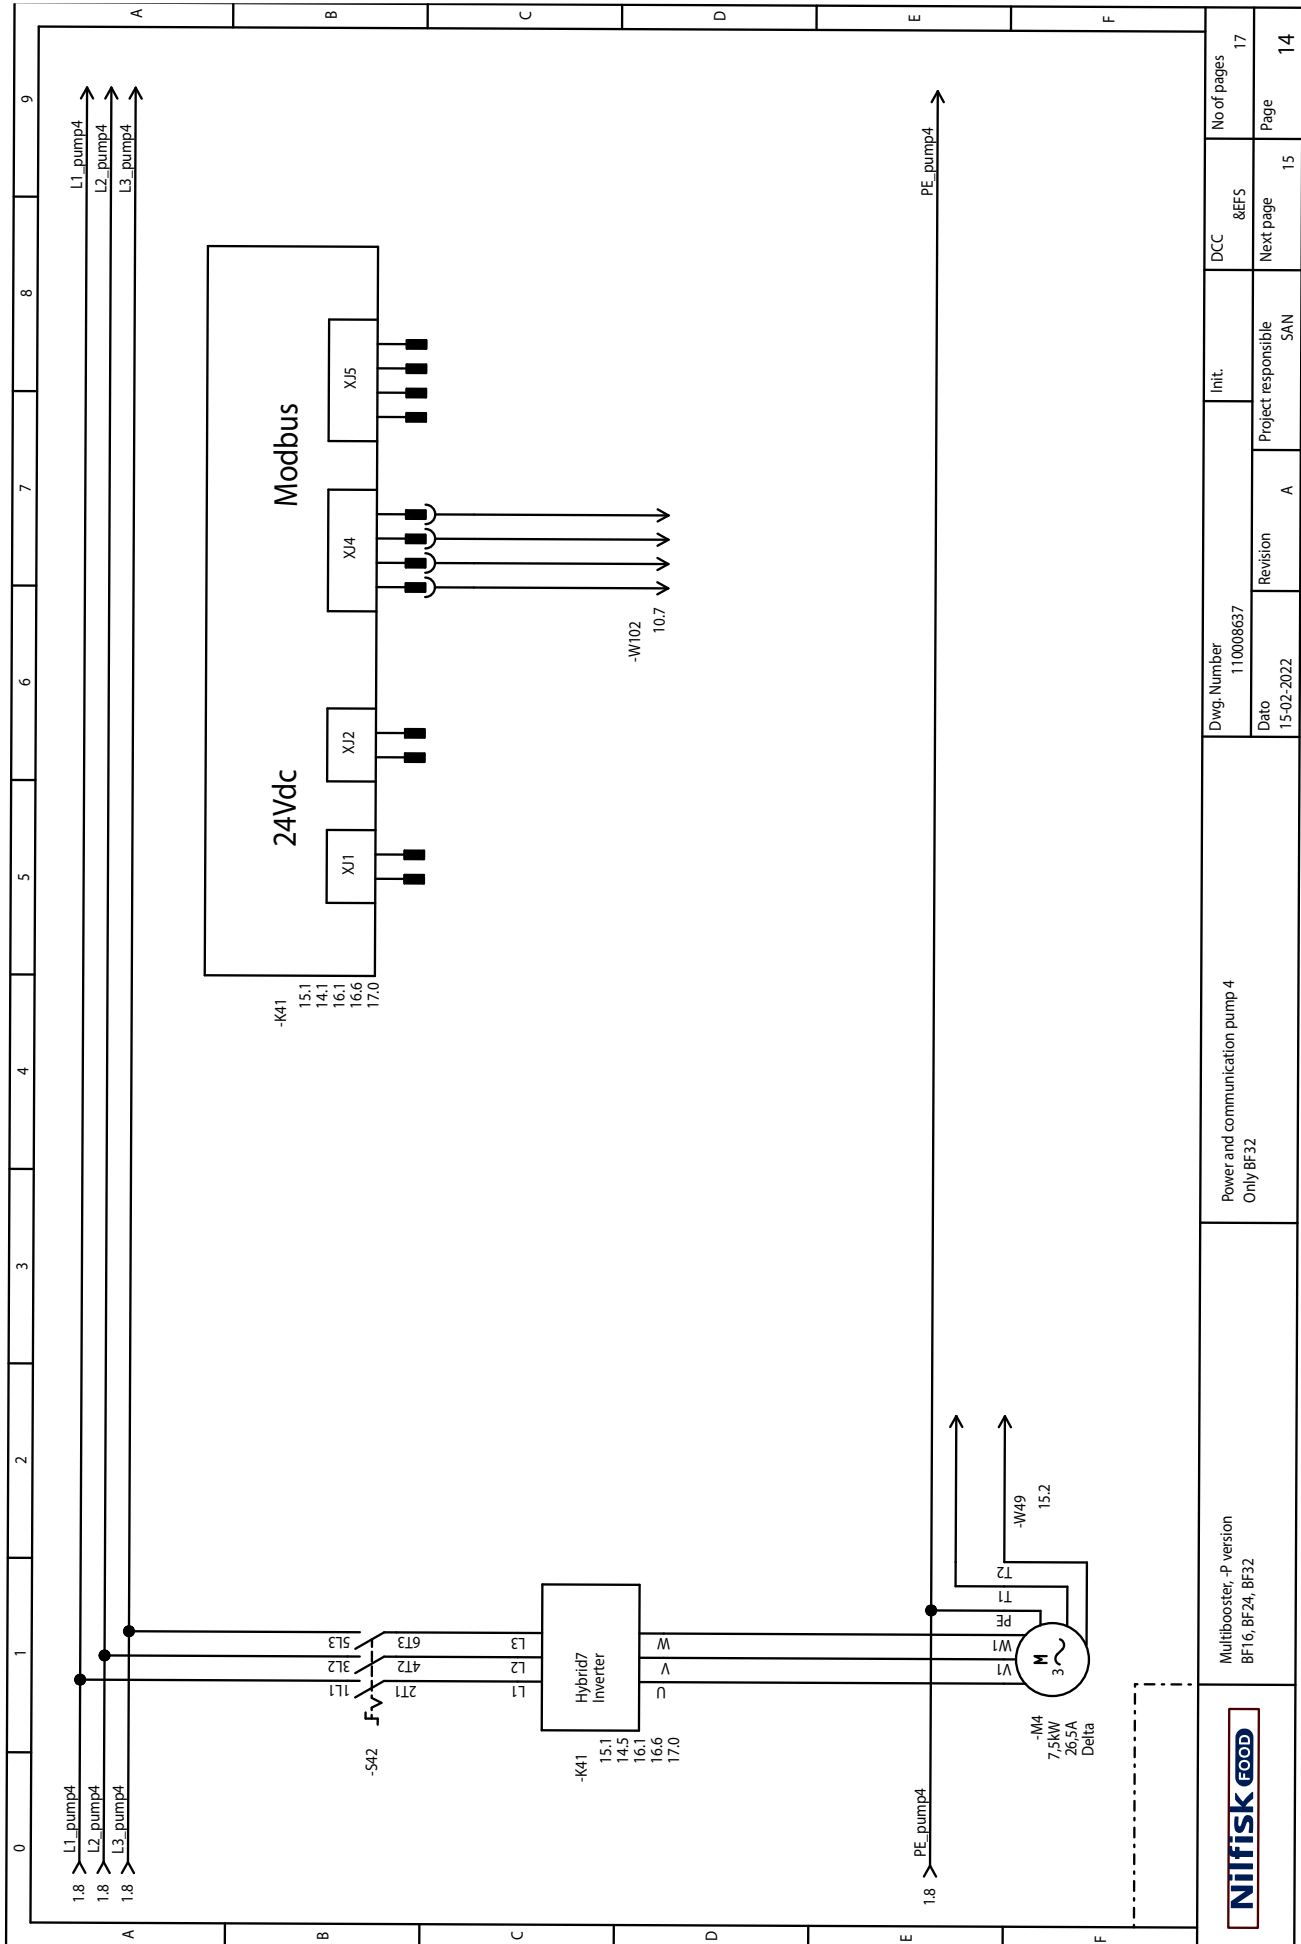 0
1
2
3
4
5
6
7
8
9
A
B
C
D
E
F
A
B
C
D
E
F
1.8
L1_pump4
L1_pump4
1.8
L2_pump4
L2_pump4
1.8
L3_pump4
L3_pump4
-S42
1L1
3L2
5L3
2T1
4T2
6T3
L1
L2
L3
-K41
15.1
14.5
16.1
16.6
17.0
Hybrid7
Inverter
U
V
W
-K41
15.1
14.1
16.1
16.6
17.0
24Vdc
Modbus
XJ1
XJ2
XJ4
XJ5
-W102
10.7
1.8
PE_pump4
PE_pump4
V1
W1
PE
T1
T2
-M4
7,5kW
26,5A
Delta
M
3
-W49
15.2
Nilfisk FOOD
Multibooster, -P version
BF16, BF24, BF32
Power and communication pump 4
Only BF32
Dwg. Number
110008637
Init.
DCC
&EFS
No of pages
17
Dato
15-02-2022
Revision
A
Project responsible
SAN
Next page
15
Page
14